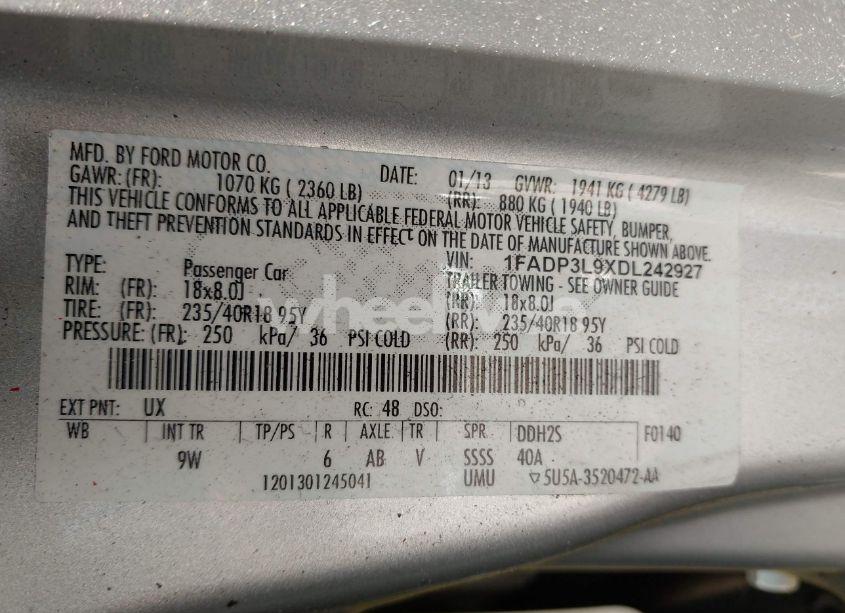 MFD. BY FORD MOTOR CO.
DATE: 01/13 GVWR: 1941 KG ( 4279 LB)
GAWR: (FR): 1070 KG ( 2360 LB) (RR): 880 KG ( 1940 LB)
THIS VEHICLE CONFORMS TO ALL APPLICABLE FEDERAL MOTOR VEHICLE SAFETY, BUMPER,
AND THEFT PREVENTION STANDARDS IN EFFECT ON THE DATE OF MANUFACTURE SHOWN ABOVE.
VIN: 1FADP3L9XDL242927
TYPE: Passenger Car TRAILER TOWING - SEE OWNER GUIDE
RIM: (FR): 18x8.0J (RR) 18x8.0J
TIRE: (FR): 235/40R18 95Y (RR): 235/40R18 95Y
PRESSURE: (FR): 250 kPa/ 36 PSI COLD (RR): 250 kPa/ 36 PSI COLD
EXT PNT: UX RC: 48 DSO:
WB INT TR TP/PS R AXLE TR SPR DDH2S F0140
9W 6 AB V SSSS 40A
1201301245041 UMU 5U5A-3520472-AA